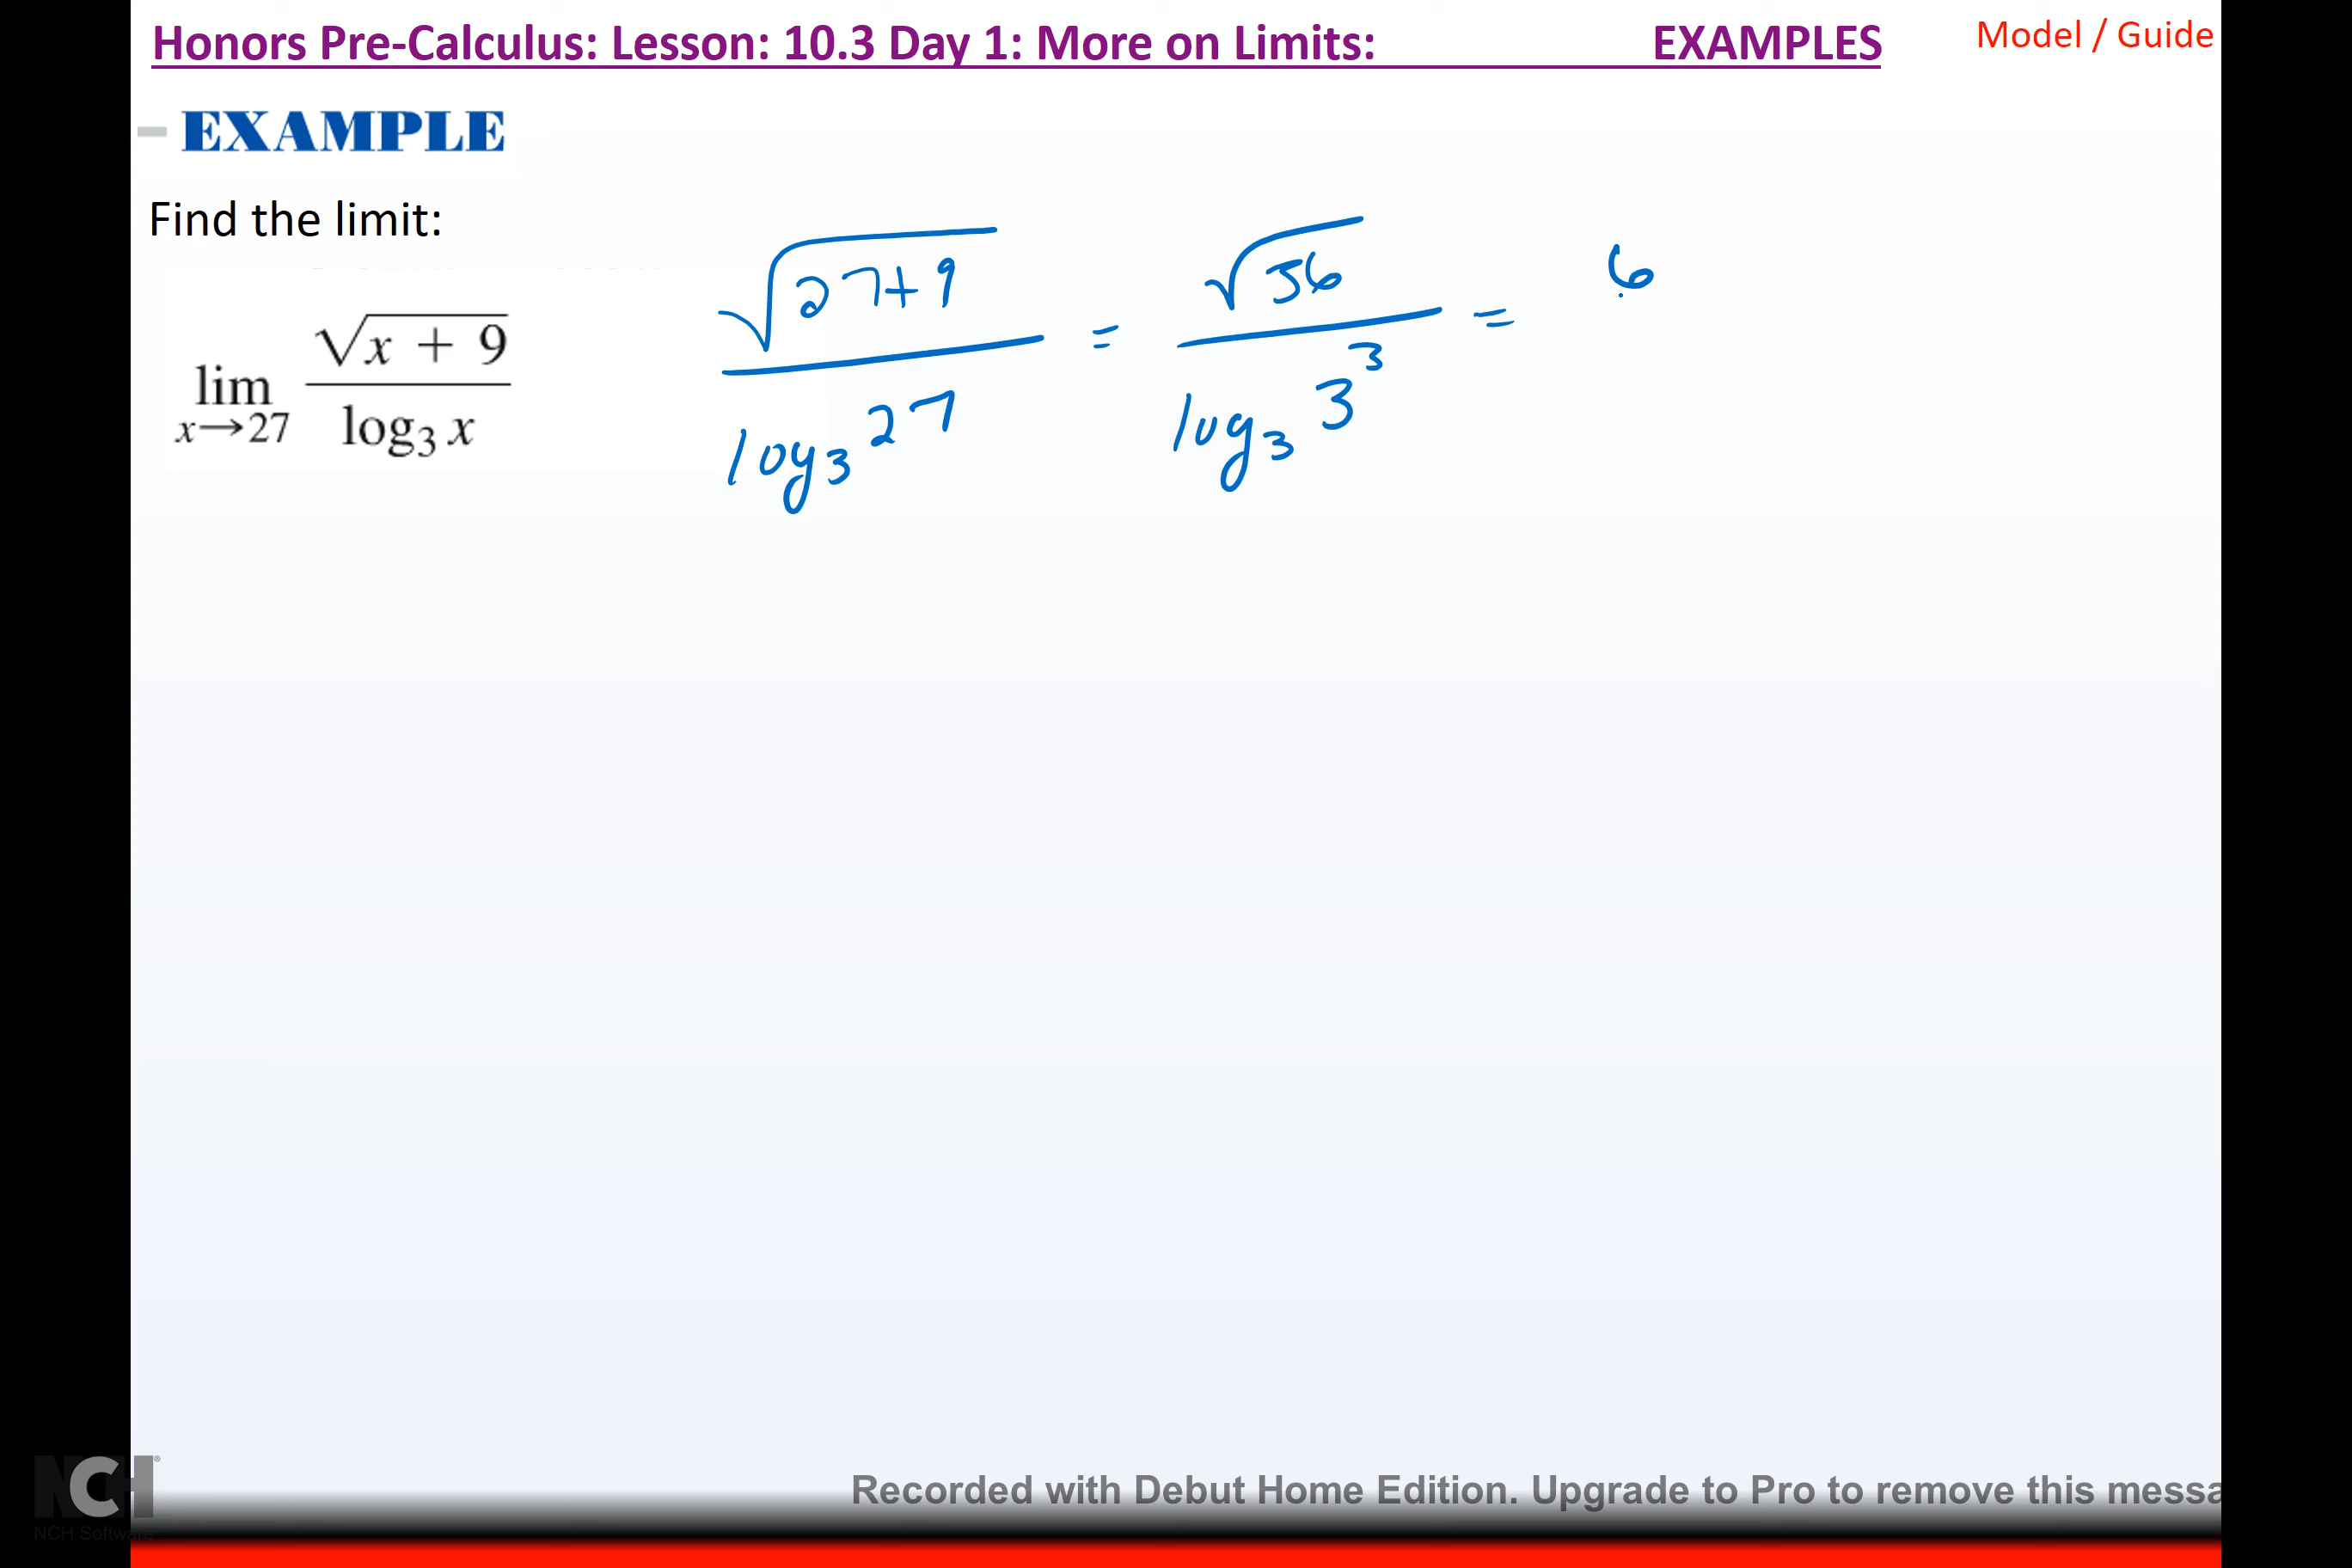 Honors Pre-Calculus: Lesson: 10.3 Day 1: More on Limits: EXAMPLES
Model / Guide
EXAMPLE
Find the limit:
lim x→27 √(x + 9) / log₃ x
√(27+9) / log₃ 27 = √36 / log₃ 3³ = 6
NCH®
NCH Software
Recorded with Debut Home Edition. Upgrade to Pro to remove this messa